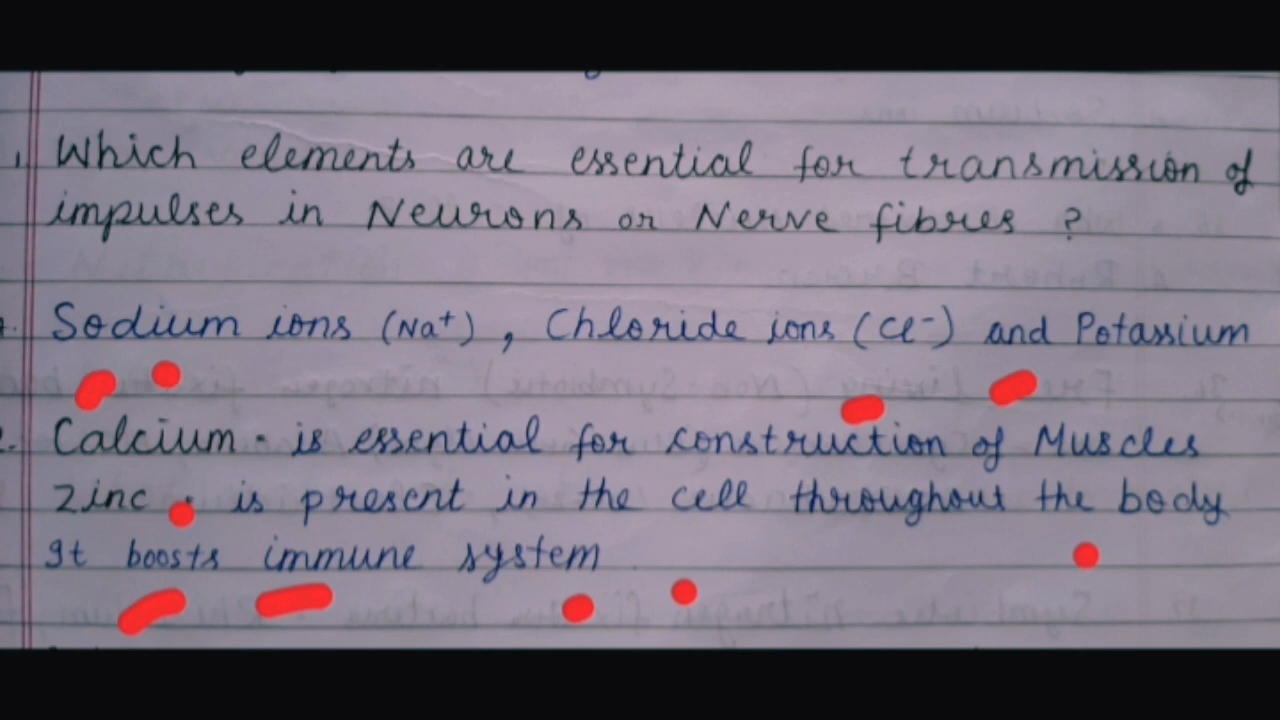 1. Which elements are essential for transmission of
impulses in Neurons or Nerve fibres ?
Sodium ions (Na⁺) , Chloride ions (Cl⁻) and Potassium
2. Calcium - is essential for construction of Muscles
Zinc : is present in the cell throughout the body
It boosts immune system